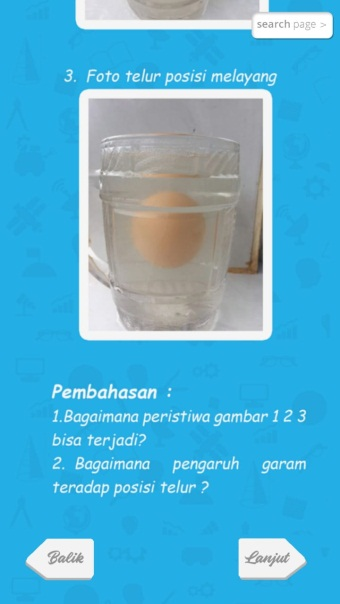 search page >
3. Foto telur posisi melayang
Pembahasan :
1.Bagaimana peristiwa gambar 1 2 3
bisa terjadi?
2. Bagaimana pengaruh garam
teradap posisi telur ?
Balik
Lanjut